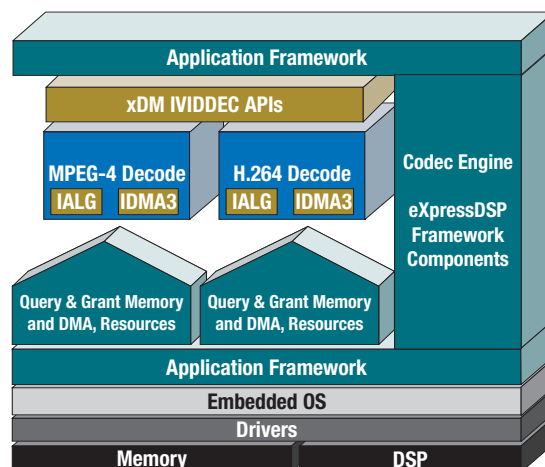 Application Framework
xDM IVIDDEC APIs
MPEG-4 Decode
IALG IDMA3
H.264 Decode
IALG IDMA3
Codec Engine
eXpressDSP
Framework
Components
Query & Grant Memory
and DMA, Resources
Query & Grant Memory
and DMA, Resources
Application Framework
Embedded OS
Drivers
Memory
DSP